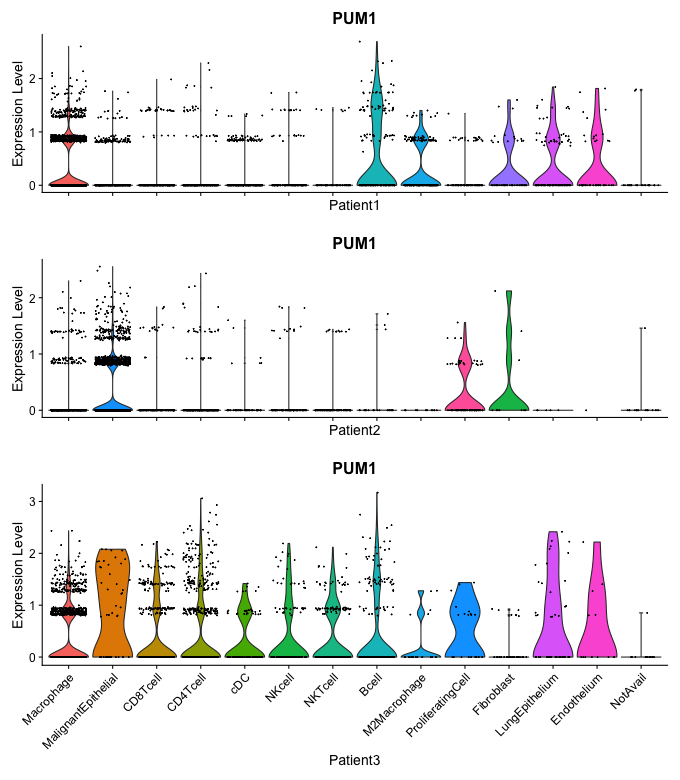 PUM1
Expression Level
2
1
0
Patient1
PUM1
Expression Level
2
1
0
Patient2
PUM1
Expression Level
3
2
1
0
Macrophage
MalignantEpithelial
CD8Tcell
CD4Tcell
cDC
NKcell
NKTcell
Bcell
M2Macrophage
ProliferatingCell
Fibroblast
LungEpithelium
Endothelium
NotAvail
Patient3